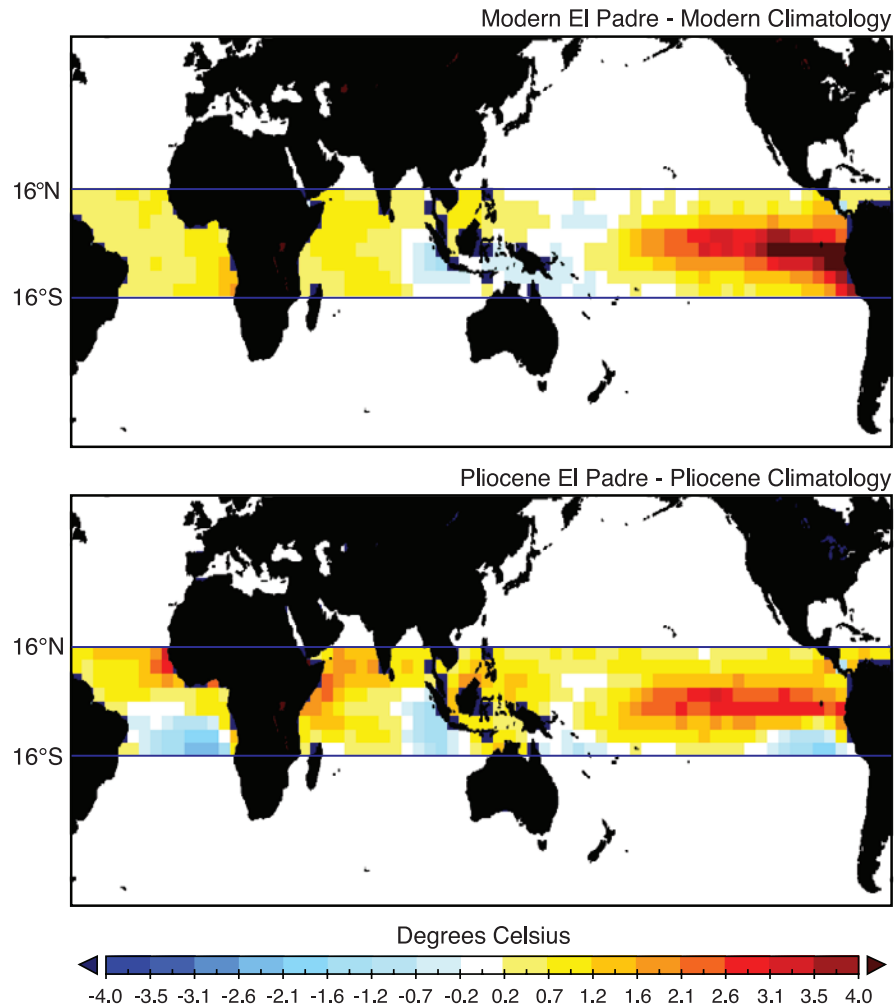 Modern El Padre - Modern Climatology
16°N
16°S
Pliocene El Padre - Pliocene Climatology
16°N
16°S
Degrees Celsius
-4.0 -3.5 -3.1 -2.6 -2.1 -1.6 -1.2 -0.7 -0.2 0.2 0.7 1.2 1.6 2.1 2.6 3.1 3.5 4.0